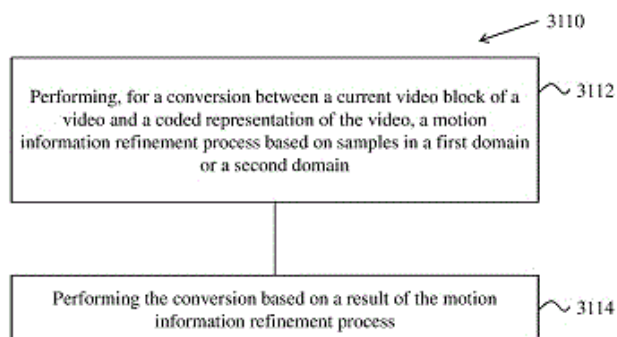 3110
Performing, for a conversion between a current video block of a
video and a coded representation of the video, a motion
information refinement process based on samples in a first domain
or a second domain
3112
Performing the conversion based on a result of the motion
information refinement process
3114